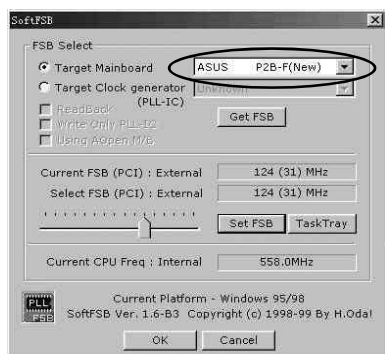 SoftFSB
FSB Select
Target Mainboard
ASUS P2B-F(New)
Target Clock generator (PLL-IC)
Unknown
ReadBack
Write Only PLL-I2
Using AOpen M/B
Get FSB
Current FSB (PCI) : External
124 (31) MHz
Select FSB (PCI) : External
124 (31) MHz
Set FSB
TaskTray
Current CPU Freq : Internal
558.0MHz
PLL
FSB
Current Platform - Windows 95/98
SoftFSB Ver. 1.6-B3 Copyright (c) 1998-99 By H.Oda!
OK
Cancel